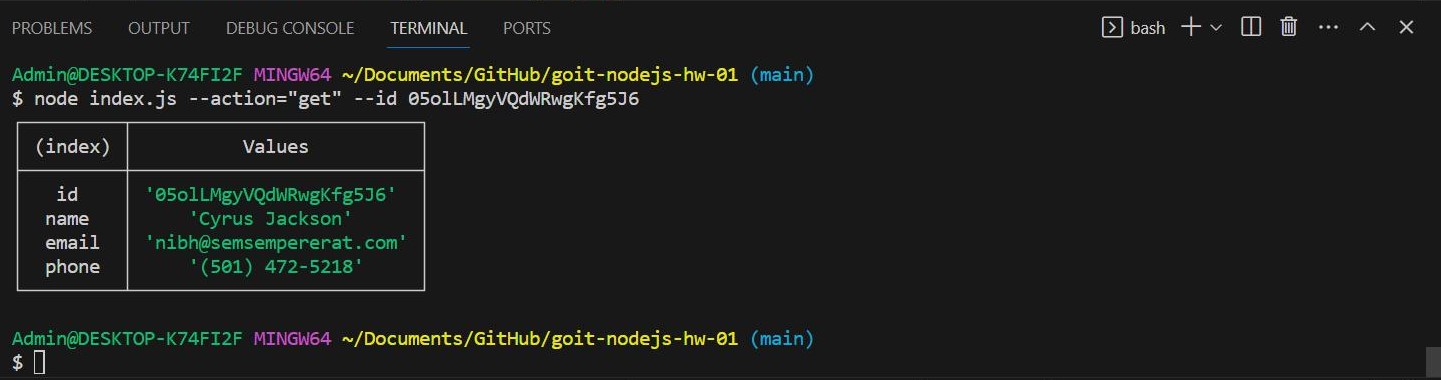 PROBLEMS OUTPUT DEBUG CONSOLE TERMINAL PORTS bash
Admin@DESKTOP-K74FI2F MINGW64 ~/Documents/GitHub/goit-nodejs-hw-01 (main)
$ node index.js --action="get" --id 05olLMgyVQdWRwgKfg5J6
(index) Values
id '05olLMgyVQdWRwgKfg5J6'
name 'Cyrus Jackson'
email 'nibh@semsempererat.com'
phone '(501) 472-5218'
Admin@DESKTOP-K74FI2F MINGW64 ~/Documents/GitHub/goit-nodejs-hw-01 (main)
$